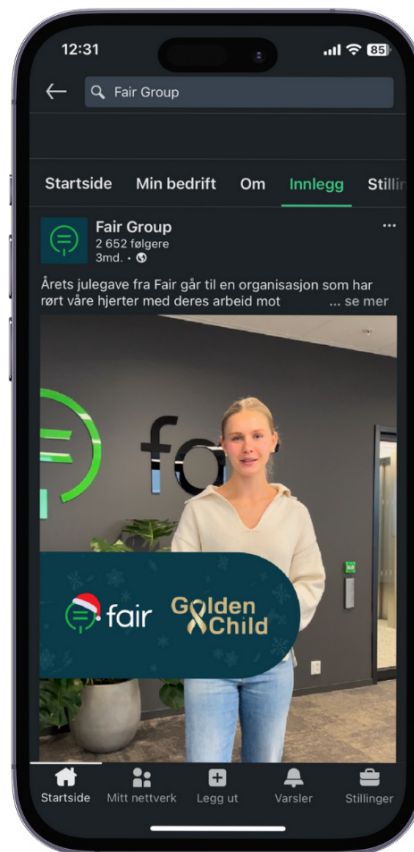 12:31
85
Fair Group
Startside Min bedrift Om Innlegg Stillin
Fair Group
2 652 følgere
3md. •
Årets julegave fra Fair går til en organisasjon som har
rørt våre hjerter med deres arbeid mot ... se mer
fair
fair
Golden
Child
Startside Mitt nettverk Legg ut Varsler Stillinger